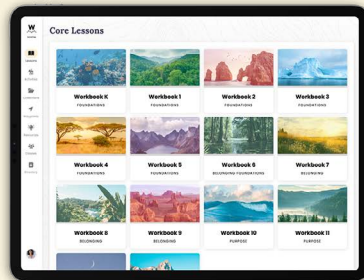 W
Core Lessons
Lessons
Workbook K
FOUNDATIONS
Workbook 1
FOUNDATIONS
Workbook 2
FOUNDATIONS
Workbook 3
FOUNDATIONS
Workbook 4
FOUNDATIONS
Workbook 5
FOUNDATIONS
Workbook 6
BELONGING FOUNDATIONS
Workbook 7
BELONGING
Workbook 8
BELONGING
Workbook 9
BELONGING
Workbook 10
PURPOSE
Workbook 11
PURPOSE